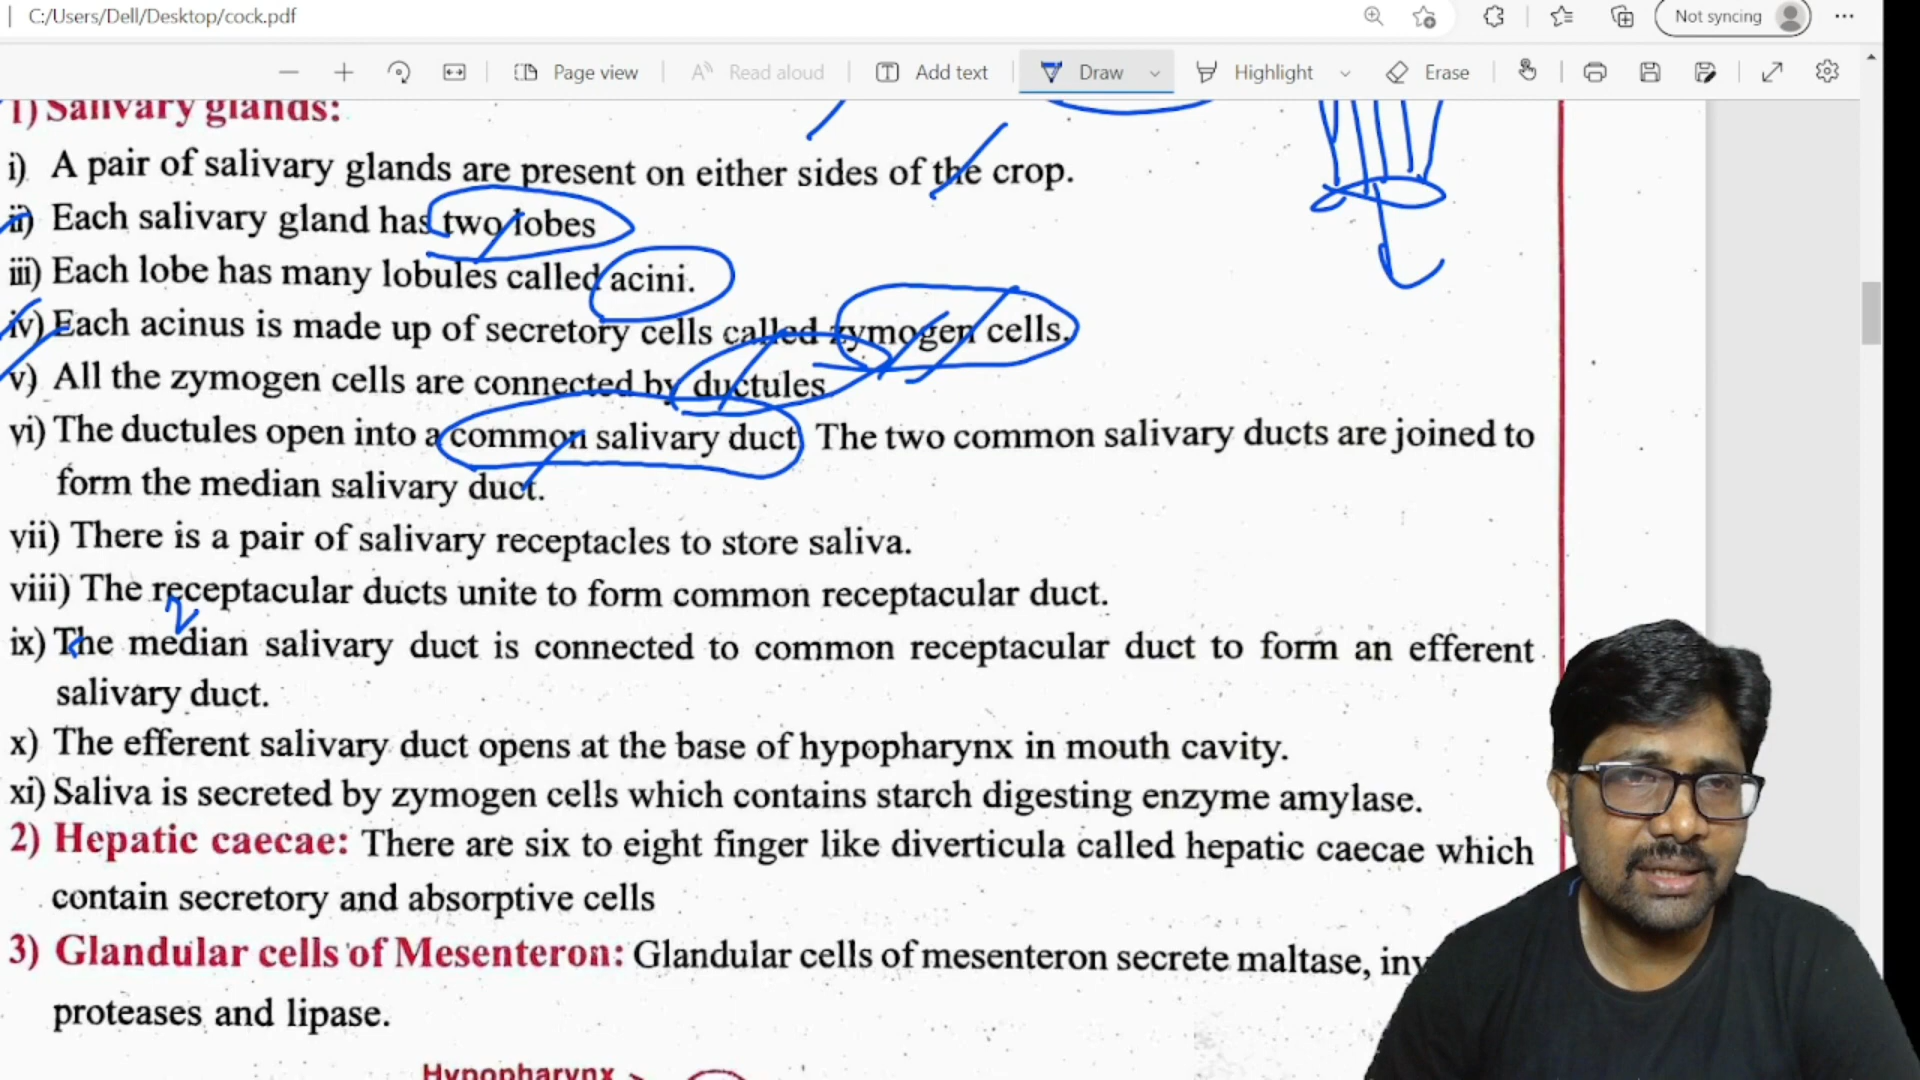 C:/Users/Dell/Desktop/cock.pdf
Not syncing
Page view
Read aloud
Add text
Draw
Highlight
Erase
1) Salivary glands:
i) A pair of salivary glands are present on either sides of the crop.
ii) Each salivary gland has two lobes
iii) Each lobe has many lobules called acini.
iv) Each acinus is made up of secretory cells called zymogen cells.
v) All the zymogen cells are connected by ductules.
vi) The ductules open into a common salivary duct. The two common salivary ducts are joined to
form the median salivary duct.
vii) There is a pair of salivary receptacles to store saliva.
viii) The receptacular ducts unite to form common receptacular duct.
ix) The median salivary duct is connected to common receptacular duct to form an efferent
salivary duct.
x) The efferent salivary duct opens at the base of hypopharynx in mouth cavity.
xi) Saliva is secreted by zymogen cells which contains starch digesting enzyme amylase.
2) Hepatic caecae: There are six to eight finger like diverticula called hepatic caecae which
contain secretory and absorptive cells
3) Glandular cells of Mesenteron: Glandular cells of mesenteron secrete maltase,
proteases and lipase.
Hypopharynx